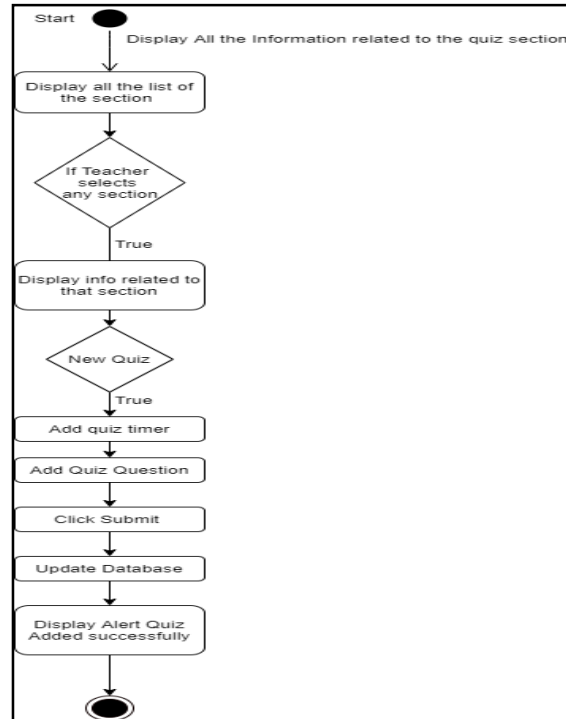 Start
Display All the Information related to the quiz section
Display all the list of
the section
If Teacher
selects
any section
True
Display info related to
that section
New Quiz
True
Add quiz timer
Add Quiz Question
Click Submit
Update Database
Display Alert Quiz
Added successfully